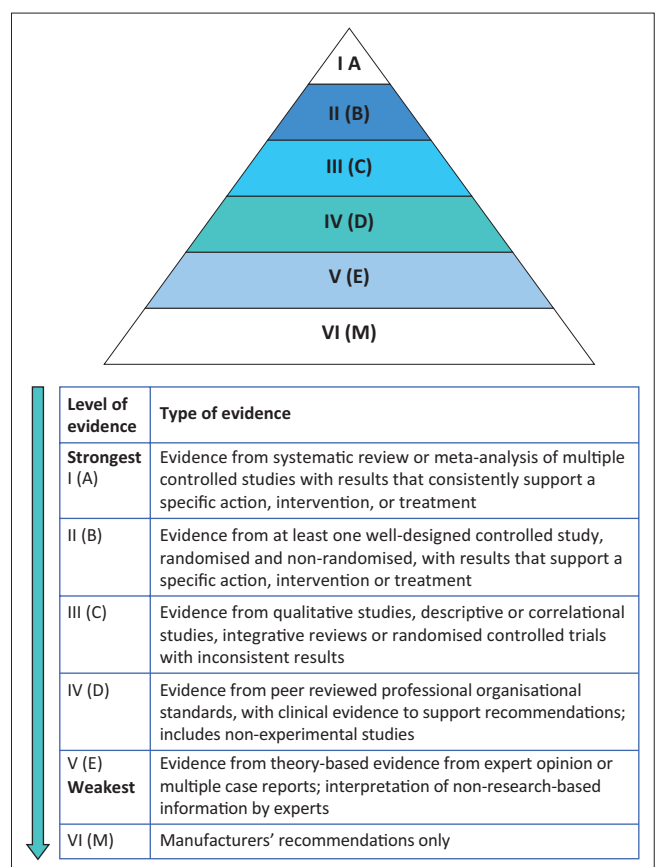 I A
II (B)
III (C)
IV (D)
V (E)
VI (M)
Level of
evidence
Type of evidence
Strongest
I (A)
Evidence from systematic review or meta-analysis of multiple
controlled studies with results that consistently support a
specific action, intervention, or treatment
II (B)
Evidence from at least one well-designed controlled study,
randomised and non-randomised, with results that support a
specific action, intervention or treatment
III (C)
Evidence from qualitative studies, descriptive or correlational
studies, integrative reviews or randomised controlled trials
with inconsistent results
IV (D)
Evidence from peer reviewed professional organisational
standards, with clinical evidence to support recommendations;
includes non-experimental studies
V (E)
Weakest
Evidence from theory-based evidence from expert opinion or
multiple case reports; interpretation of non-research-based
information by experts
VI (M)
Manufacturers’ recommendations only